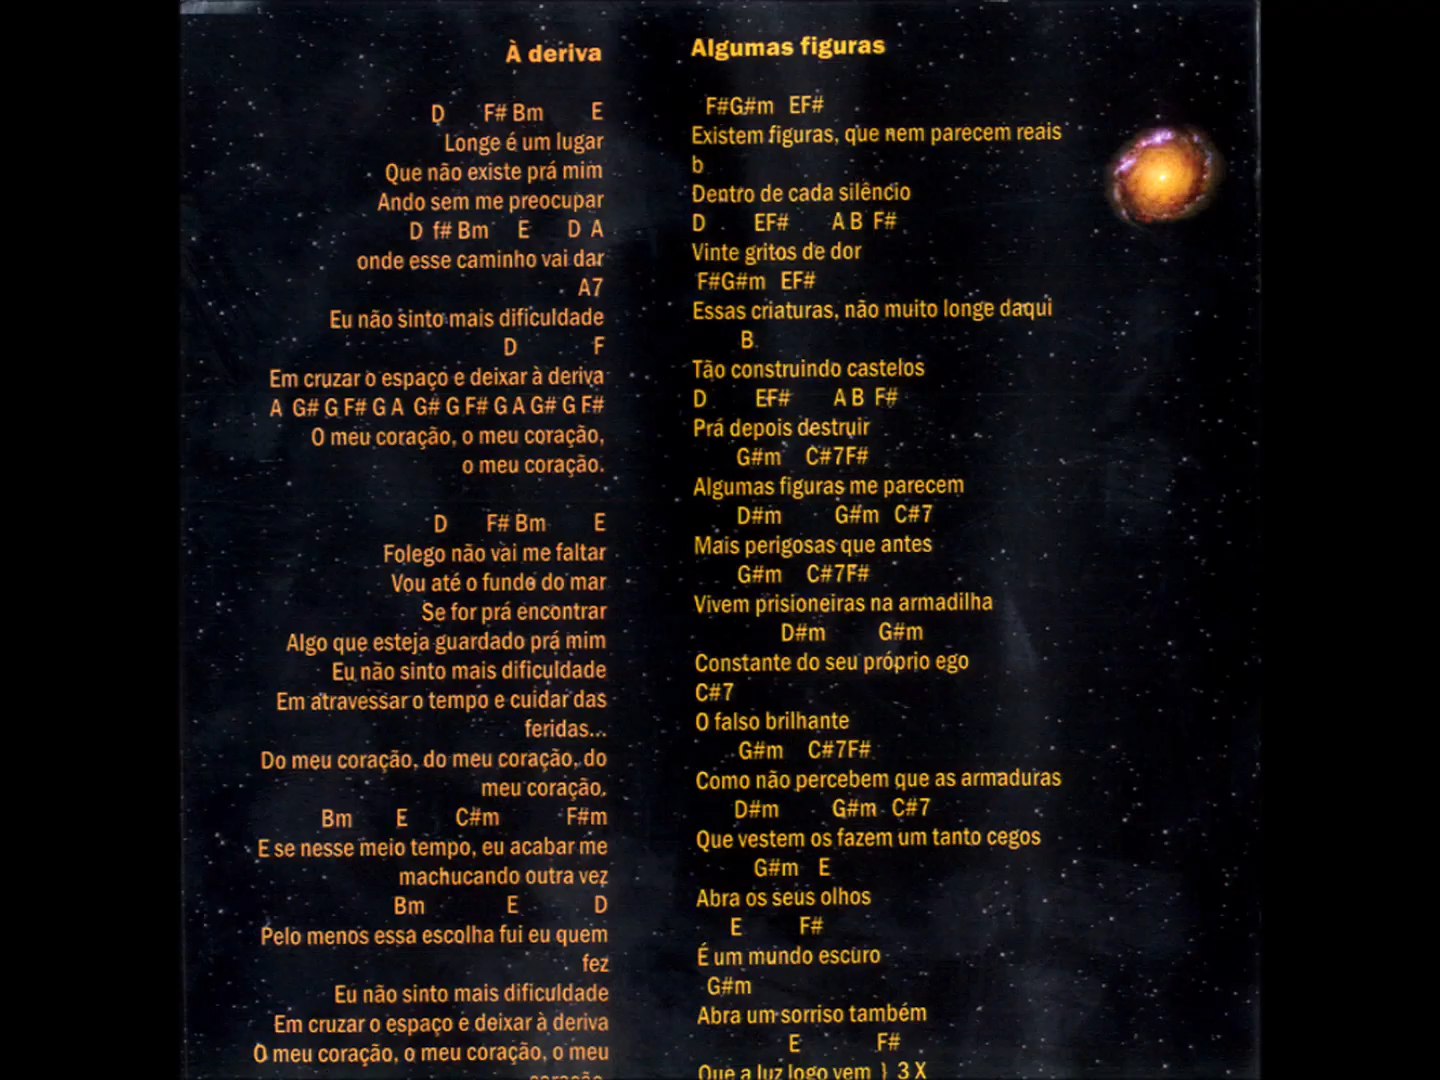 À deriva
D F# Bm E
Longe é um lugar
Que não existe prá mim
Ando sem me preocupar
D f# Bm E D A
onde esse caminho vai dar
A7
Eu não sinto mais dificuldade
D F
Em cruzar o espaço e deixar à deriva
A G# G F# G A G# G F# G A G# G F#
O meu coração, o meu coração,
o meu coração.
D F# Bm E
Folego não vai me faltar
Vou até o fundo do mar
Se for prá encontrar
Algo que esteja guardado prá mim
Eu não sinto mais dificuldade
Em atravessar o tempo e cuidar das
feridas...
Do meu coração, do meu coração, do
meu coração.
Bm E C#m F#m
E se nesse meio tempo, eu acabar me
machucando outra vez
Bm E D
Pelo menos essa escolha fui eu quem
fez
Eu não sinto mais dificuldade
Em cruzar o espaço e deixar à deriva
O meu coração, o meu coração, o meu
coração.
Algumas figuras
F#G#m EF#
Existem figuras, que nem parecem reais
b
Dentro de cada silêncio
D EF# A B F#
Vinte gritos de dor
F#G#m EF#
Essas criaturas, não muito longe daqui
B
Tão construindo castelos
D EF# A B F#
Prá depois destruir
G#m C#7F#
Algumas figuras me parecem
D#m G#m C#7
Mais perigosas que antes
G#m C#7F#
Vivem prisioneiras na armadilha
D#m G#m
Constante do seu próprio ego
C#7
O falso brilhante
G#m C#7F#
Como não percebem que as armaduras
D#m G#m C#7
Que vestem os fazem um tanto cegos
G#m E
Abra os seus olhos
E F#
É um mundo escuro
G#m
Abra um sorriso também
E F#
Que a luz logo vem } 3 X